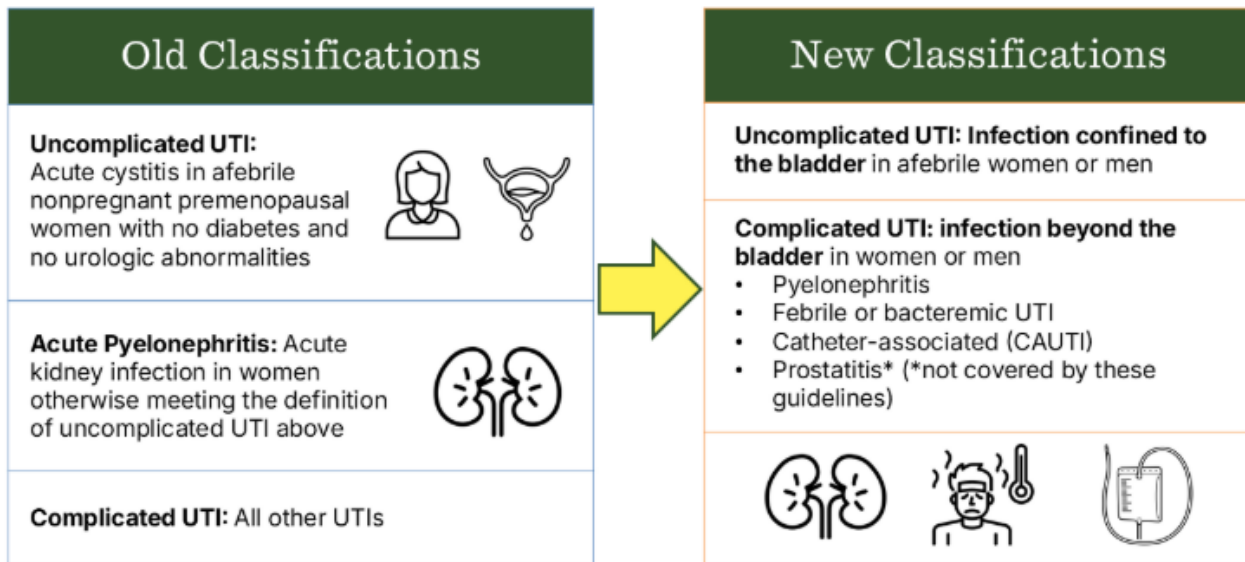 Old Classifications
Uncomplicated UTI:
Acute cystitis in afebrile
nonpregnant premenopausal
women with no diabetes and
no urologic abnormalities
Acute Pyelonephritis: Acute
kidney infection in women
otherwise meeting the definition
of uncomplicated UTI above
Complicated UTI: All other UTIs
New Classifications
Uncomplicated UTI: Infection confined to
the bladder in afebrile women or men
Complicated UTI: infection beyond the
bladder in women or men
• Pyelonephritis
• Febrile or bacteremic UTI
• Catheter-associated (CAUTI)
• Prostatitis* (*not covered by these
guidelines)